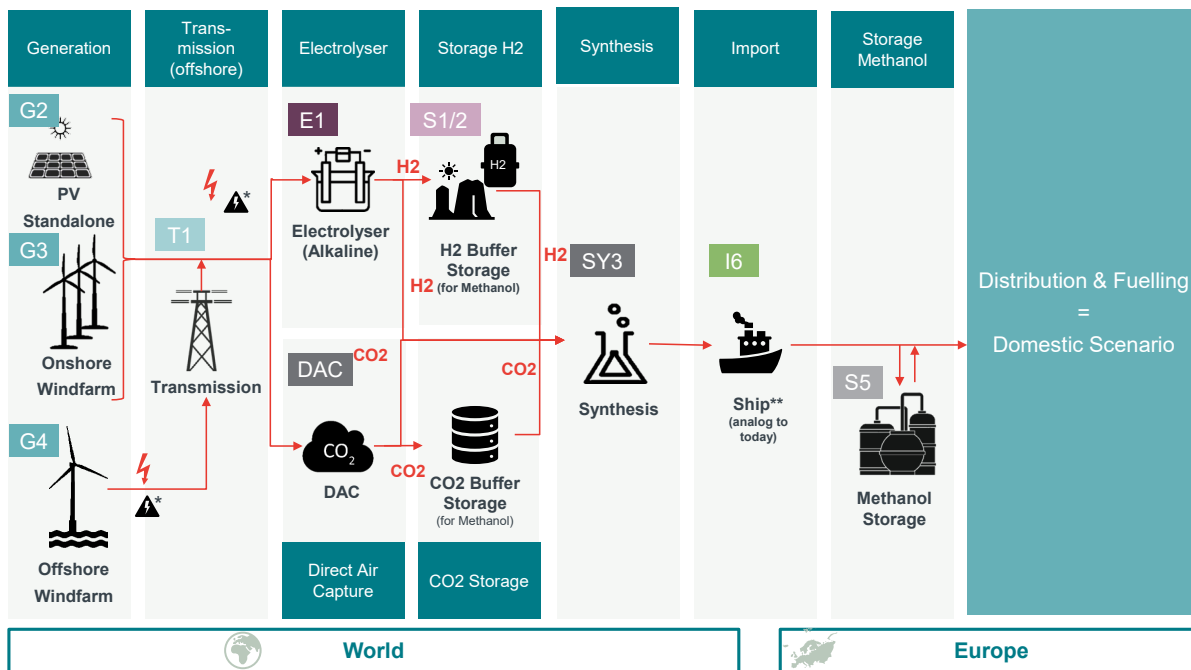 Generation
Trans-
mission
(offshore)
Electrolyser
Storage H2
Synthesis
Import
Storage
Methanol
G2
PV
Standalone
G3
Onshore
Windfarm
G4
Offshore
Windfarm
*
T1
Transmission
*
E1
Electrolyser
(Alkaline)
H2
S1/2
H2
H2 Buffer
Storage
(for Methanol)
H2
H2
DAC
CO2
CO2
DAC
CO2
CO2 Buffer
Storage
(for Methanol)
CO2
Direct Air
Capture
CO2 Storage
SY3
Synthesis
I6
Ship**
(analog to
today)
S5
Methanol
Storage
Distribution & Fuelling
=
Domestic Scenario
World
Europe